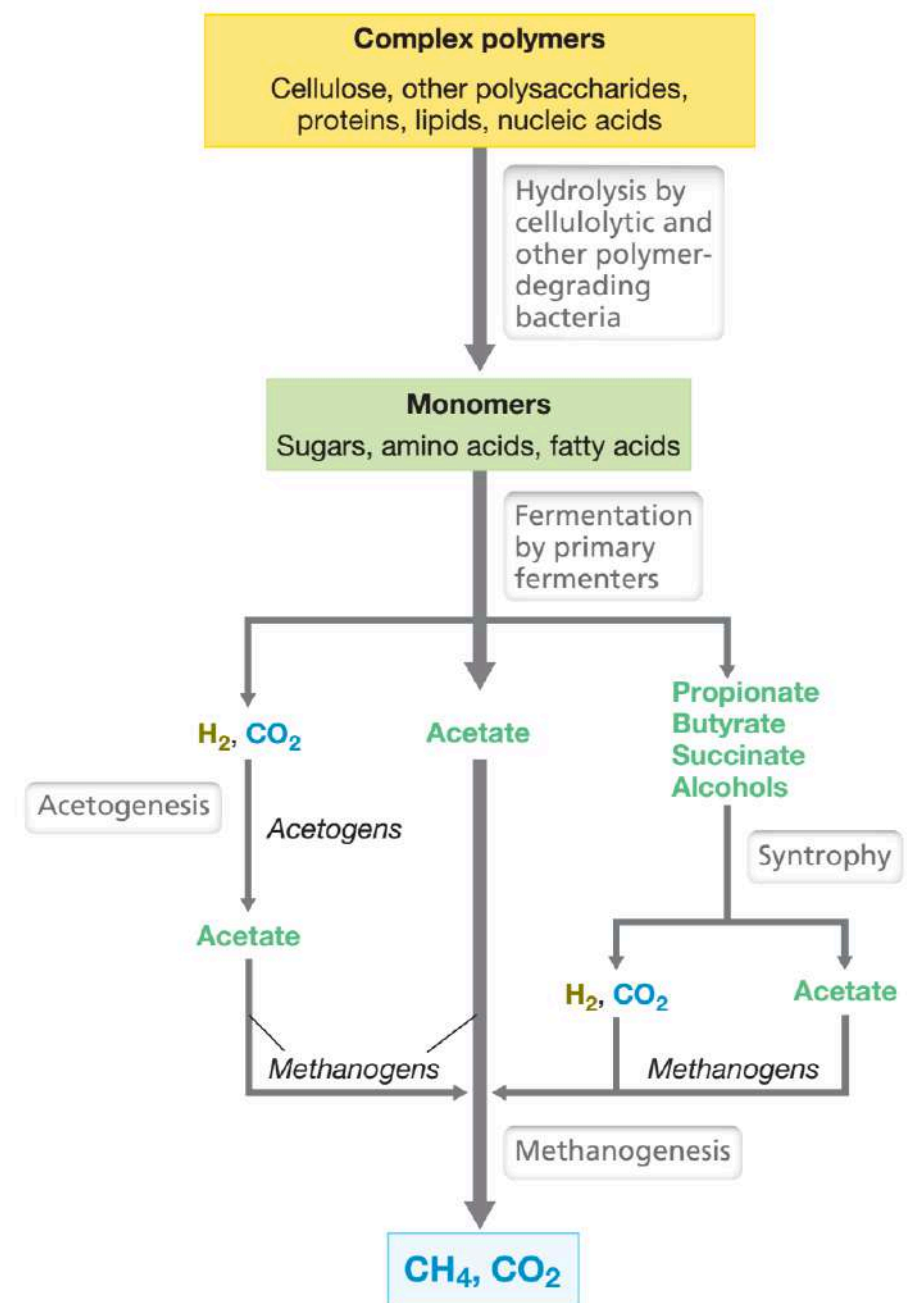 Complex polymers
Cellulose, other polysaccharides,
proteins, lipids, nucleic acids
Hydrolysis by
cellulolytic and
other polymer-
degrading
bacteria
Monomers
Sugars, amino acids, fatty acids
Fermentation
by primary
fermenters
H₂, CO₂
Acetate
Propionate
Butyrate
Succinate
Alcohols
Acetogenesis
Acetogens
Syntrophy
Acetate
H₂, CO₂
Acetate
Methanogens
Methanogens
Methanogenesis
CH₄, CO₂